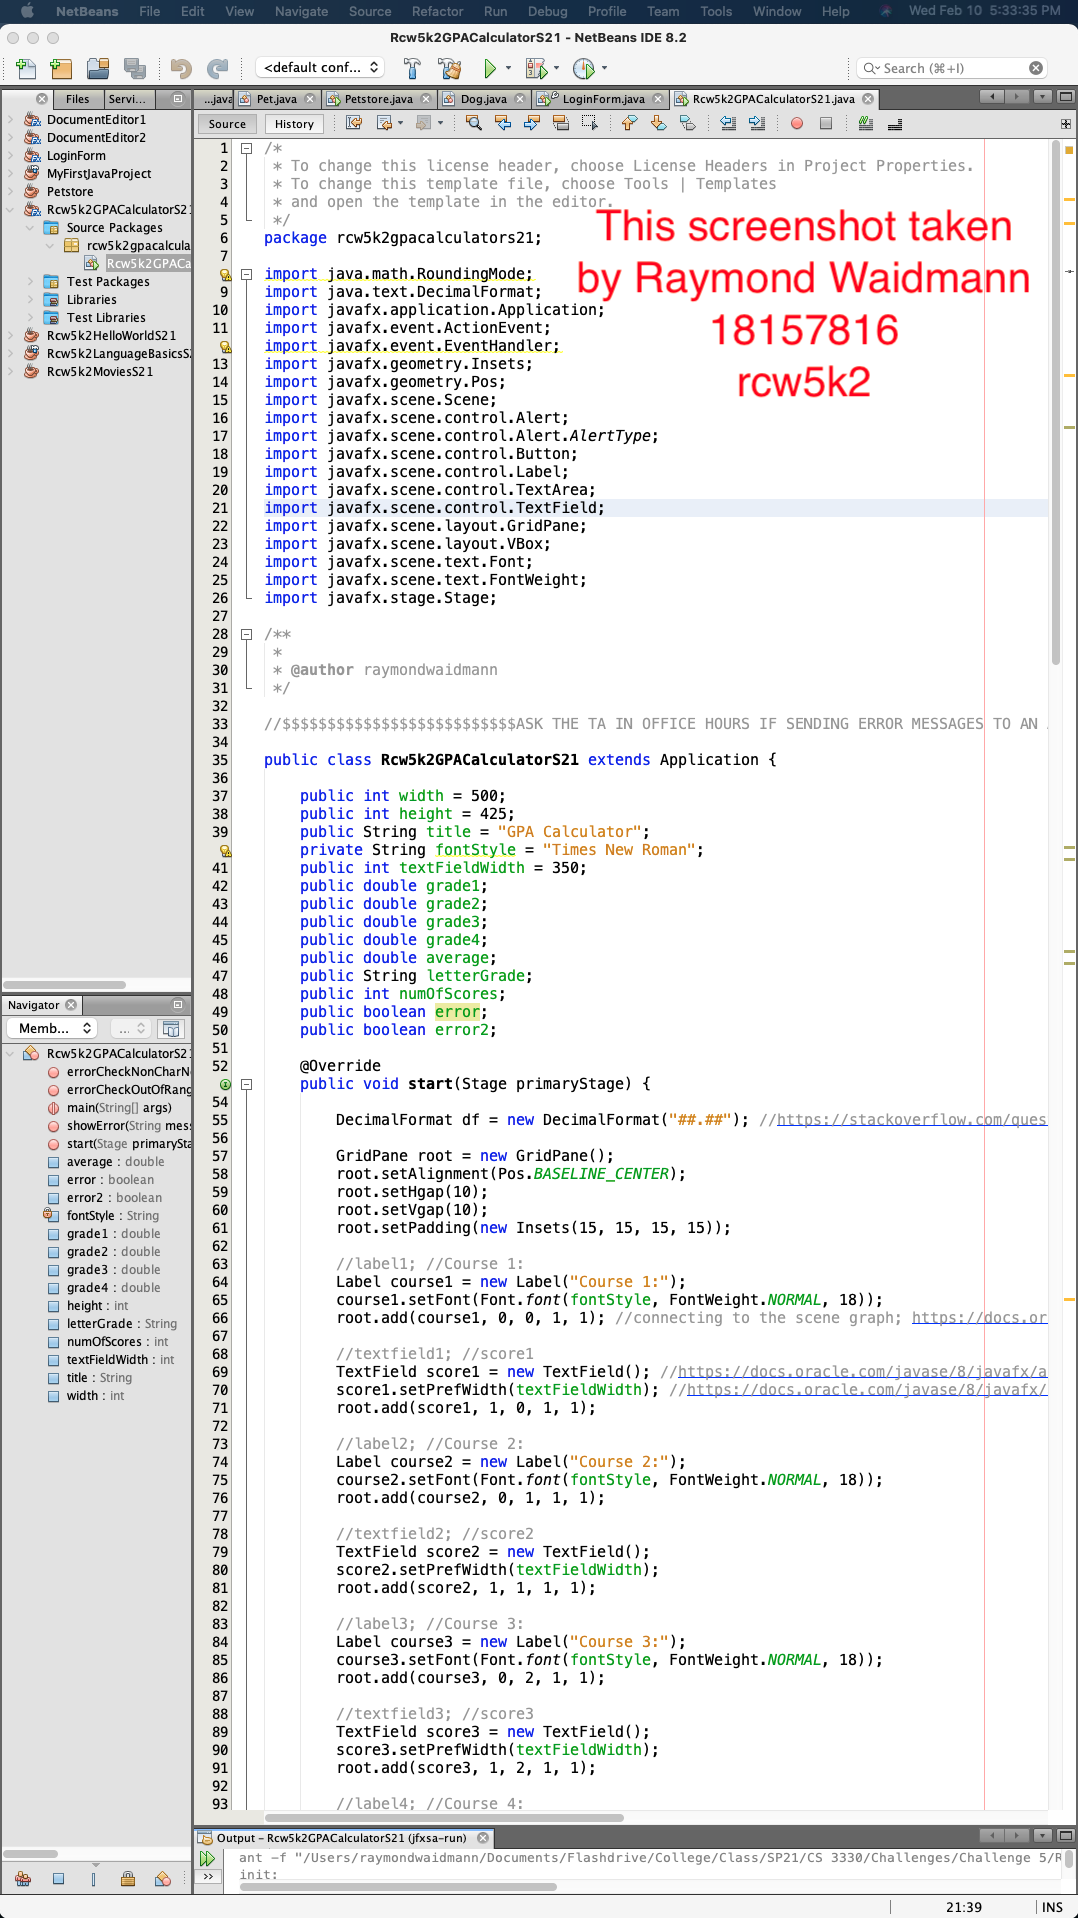 NetBeans File Edit View Navigate Source Refactor Run Debug Profile Team Tools Window Help Wed Feb 10 5:33:35 PM
Rcw5k2GPACalculatorS21 - NetBeans IDE 8.2
<default conf... Search (⌘+I)
Files Servi... ...java Pet.java Petstore.java Dog.java LoginForm.java Rcw5k2GPACalculatorS21.java
Source History
DocumentEditor1
DocumentEditor2
LoginForm
MyFirstJavaProject
Petstore
Rcw5k2GPACalculatorS21
Source Packages
rcw5k2gpacalcula
Rcw5k2GPACa
Test Packages
Libraries
Test Libraries
Rcw5k2HelloWorldS21
Rcw5k2LanguageBasicsS2
Rcw5k2MoviesS21
This screenshot taken
by Raymond Waidmann
18157816
rcw5k2
1 /*
2 * To change this license header, choose License Headers in Project Properties.
3 * To change this template file, choose Tools | Templates
4 * and open the template in the editor.
5 */
6 package rcw5k2gpacalculators21;
7
import java.math.RoundingMode;
9 import java.text.DecimalFormat;
10 import javafx.application.Application;
11 import javafx.event.ActionEvent;
import javafx.event.EventHandler;
13 import javafx.geometry.Insets;
14 import javafx.geometry.Pos;
15 import javafx.scene.Scene;
16 import javafx.scene.control.Alert;
17 import javafx.scene.control.Alert.AlertType;
18 import javafx.scene.control.Button;
19 import javafx.scene.control.Label;
20 import javafx.scene.control.TextArea;
21 import javafx.scene.control.TextField;
22 import javafx.scene.layout.GridPane;
23 import javafx.scene.layout.VBox;
24 import javafx.scene.text.Font;
25 import javafx.scene.text.FontWeight;
26 import javafx.stage.Stage;
27
28 /**
29 *
30 * @author raymondwaidmann
31 */
32
33 //$$$$$$$$$$$$$$$$$$$$$$$$$$ASK THE TA IN OFFICE HOURS IF SENDING ERROR MESSAGES TO AN
34
35 public class Rcw5k2GPACalculatorS21 extends Application {
36
37 public int width = 500;
38 public int height = 425;
39 public String title = "GPA Calculator";
private String fontStyle = "Times New Roman";
41 public int textFieldWidth = 350;
42 public double grade1;
43 public double grade2;
44 public double grade3;
45 public double grade4;
46 public double average;
47 public String letterGrade;
48 public int numOfScores;
49 public boolean error;
50 public boolean error2;
51
52 @Override
public void start(Stage primaryStage) {
54
55 DecimalFormat df = new DecimalFormat("##.##"); //https://stackoverflow.com/ques
56
57 GridPane root = new GridPane();
58 root.setAlignment(Pos.BASELINE_CENTER);
59 root.setHgap(10);
60 root.setVgap(10);
61 root.setPadding(new Insets(15, 15, 15, 15));
62
63 //label1; //Course 1:
64 Label course1 = new Label("Course 1:");
65 course1.setFont(Font.font(fontStyle, FontWeight.NORMAL, 18));
66 root.add(course1, 0, 0, 1, 1); //connecting to the scene graph; https://docs.or
67
68 //textfield1; //score1
69 TextField score1 = new TextField(); //https://docs.oracle.com/javase/8/javafx/a
70 score1.setPrefWidth(textFieldWidth); //https://docs.oracle.com/javase/8/javafx/
71 root.add(score1, 1, 0, 1, 1);
72
73 //label2; //Course 2:
74 Label course2 = new Label("Course 2:");
75 course2.setFont(Font.font(fontStyle, FontWeight.NORMAL, 18));
76 root.add(course2, 0, 1, 1, 1);
77
78 //textfield2; //score2
79 TextField score2 = new TextField();
80 score2.setPrefWidth(textFieldWidth);
81 root.add(score2, 1, 1, 1, 1);
82
83 //label3; //Course 3:
84 Label course3 = new Label("Course 3:");
85 course3.setFont(Font.font(fontStyle, FontWeight.NORMAL, 18));
86 root.add(course3, 0, 2, 1, 1);
87
88 //textfield3; //score3
89 TextField score3 = new TextField();
90 score3.setPrefWidth(textFieldWidth);
91 root.add(score3, 1, 2, 1, 1);
92
93 //label4; //Course 4:
Navigator
Memb... ...
Rcw5k2GPACalculatorS21
errorCheckNonCharN
errorCheckOutOfRang
main(String[] args)
showError(String mes
start(Stage primarySta
average : double
error : boolean
error2 : boolean
fontStyle : String
grade1 : double
grade2 : double
grade3 : double
grade4 : double
height : int
letterGrade : String
numOfScores : int
textFieldWidth : int
title : String
width : int
Output - Rcw5k2GPACalculatorS21 (jfxsa-run)
ant -f "/Users/raymondwaidmann/Documents/Flashdrive/College/Class/SP21/CS 3330/Challenges/Challenge 5/R
init:
21:39 INS